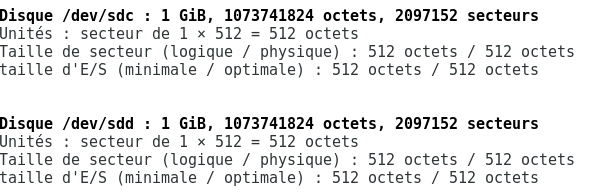 Disque /dev/sdc : 1 GiB, 1073741824 octets, 2097152 secteurs
Unités : secteur de 1 × 512 = 512 octets
Taille de secteur (logique / physique) : 512 octets / 512 octets
taille d'E/S (minimale / optimale) : 512 octets / 512 octets
Disque /dev/sdd : 1 GiB, 1073741824 octets, 2097152 secteurs
Unités : secteur de 1 × 512 = 512 octets
Taille de secteur (logique / physique) : 512 octets / 512 octets
taille d'E/S (minimale / optimale) : 512 octets / 512 octets